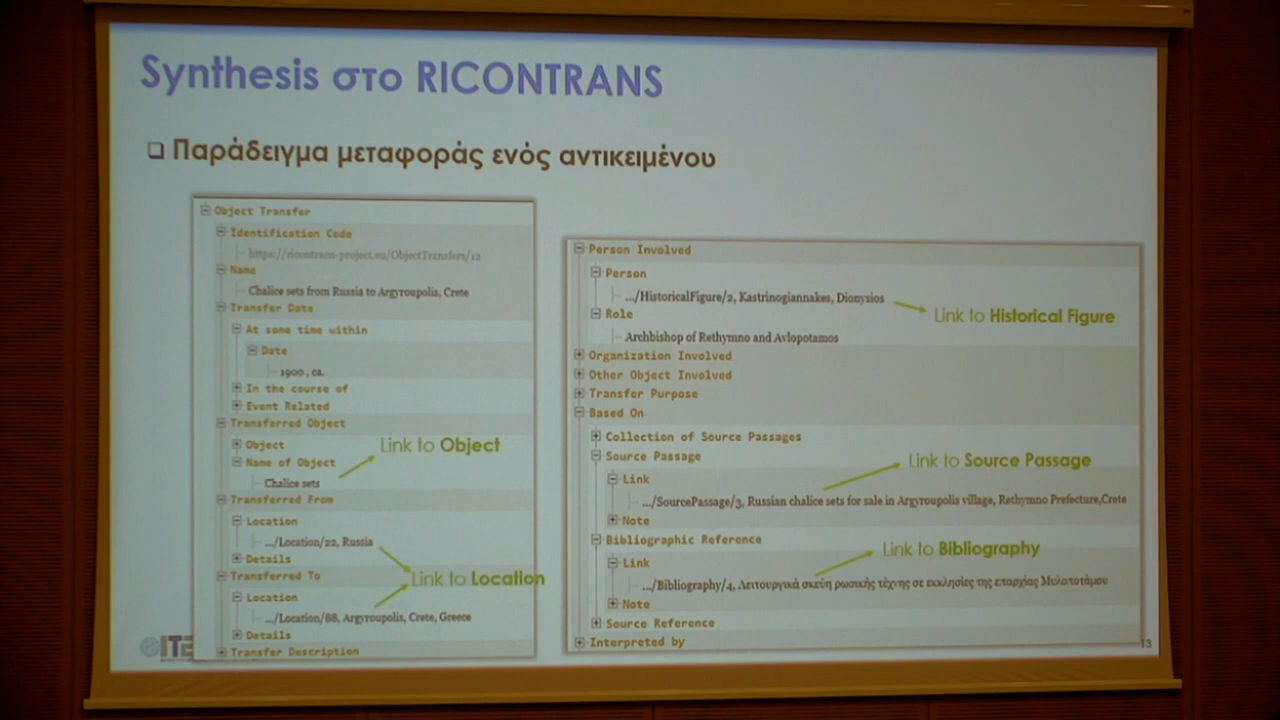 Synthesis στο RICONTRANS
Παράδειγμα μεταφοράς ενός αντικειμένου
Object Transfer
Identification Code
https://ricontrans-project.eu/ObjectTransfers/12
Name
Chalice sets from Russia to Argyroupolis, Crete
Transfer Date
At some time within
Date
1900 , ca.
In the course of
Event Related
Transferred Object
Object
Link to Object
Name of Object
Chalice sets
Transferred From
Location
.../Location/22, Russia
Details
Link to Location
Transferred To
Location
.../Location/88, Argyroupolis, Crete, Greece
Details
Transfer Description
Person Involved
Person
.../HistoricalFigure/2, Kastrinogiannakes, Dionysios
Link to Historical Figure
Role
Archbishop of Rethymno and Avlopotamos
Organization Involved
Other Object Involved
Transfer Purpose
Based On
Collection of Source Passages
Source Passage
Link to Source Passage
Link
.../SourcePassage/3, Russian chalice sets for sale in Argyroupolis village, Rethymno Prefecture,Crete
Note
Bibliographic Reference
Link to Bibliography
Link
.../Bibliography/4, Λειτουργικά σκεύη ρωσικής τέχνης σε εκκλησίες της επαρχίας Μυλοποτάμου
Note
Source Reference
Interpreted by
13